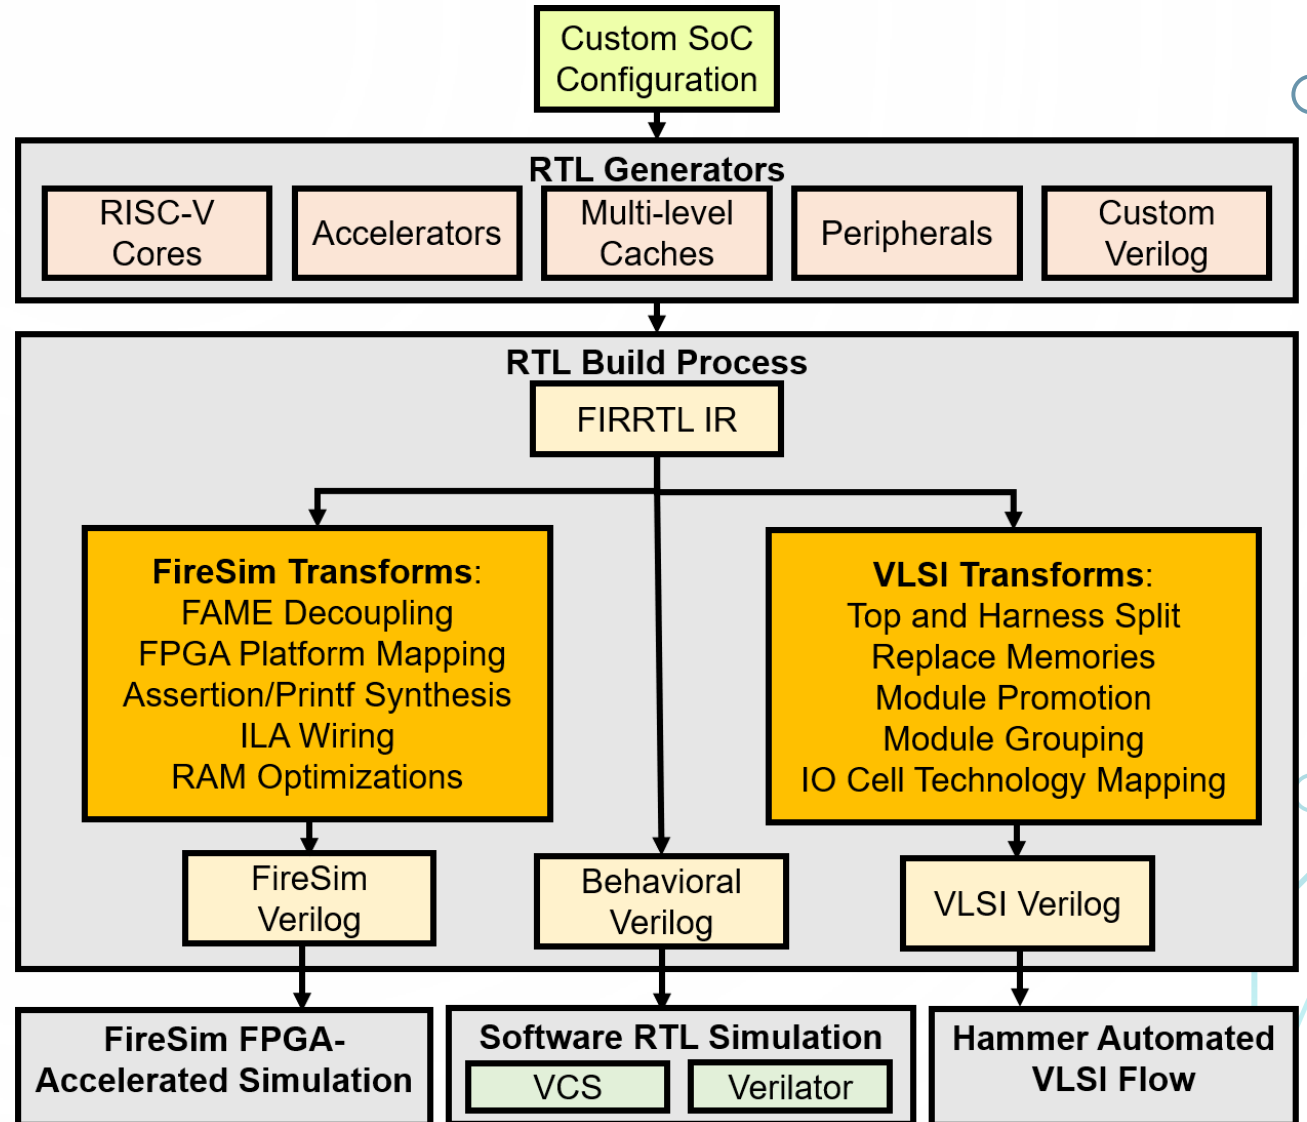 Custom SoC
Configuration
RTL Generators
RISC-V
Cores
Accelerators
Multi-level
Caches
Peripherals
Custom
Verilog
RTL Build Process
FIRRTL IR
FireSim Transforms:
FAME Decoupling
FPGA Platform Mapping
Assertion/Printf Synthesis
ILA Wiring
RAM Optimizations
VLSI Transforms:
Top and Harness Split
Replace Memories
Module Promotion
Module Grouping
IO Cell Technology Mapping
FireSim
Verilog
Behavioral
Verilog
VLSI Verilog
FireSim FPGA-
Accelerated Simulation
Software RTL Simulation
VCS
Verilator
Hammer Automated
VLSI Flow